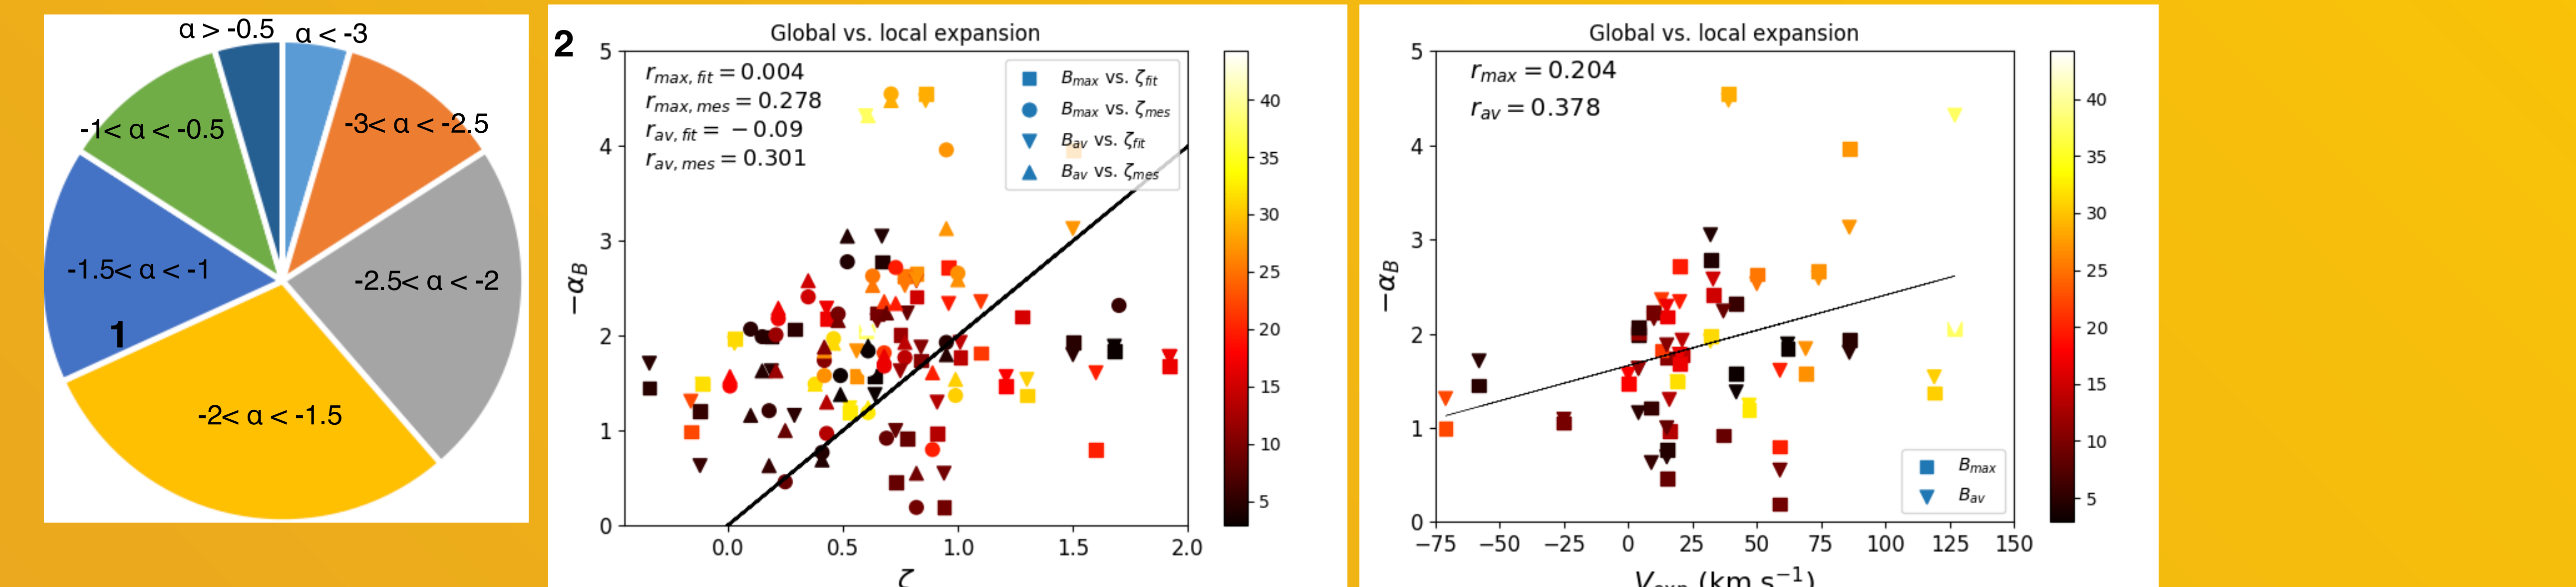 α > -0.5
α < -3
-1< α < -0.5
-3< α < -2.5
-1.5< α < -1
-2.5< α < -2
1
-2< α < -1.5
2
Global vs. local expansion
r_max, fit = 0.004
r_max, mes = 0.278
r_av, fit = −0.09
r_av, mes = 0.301
B_max vs. ζ_fit
B_max vs. ζ_mes
B_av vs. ζ_fit
B_av vs. ζ_mes
5
4
3
2
1
0
−α_B
0.0 0.5 1.0 1.5 2.0
ζ
40
35
30
25
20
15
10
5
Global vs. local expansion
r_max = 0.204
r_av = 0.378
5
4
3
2
1
0
−α_B
B_max
B_av
−75 −50 −25 0 25 50 75 100 125 150
V_exp (km s⁻¹)
40
35
30
25
20
15
10
5